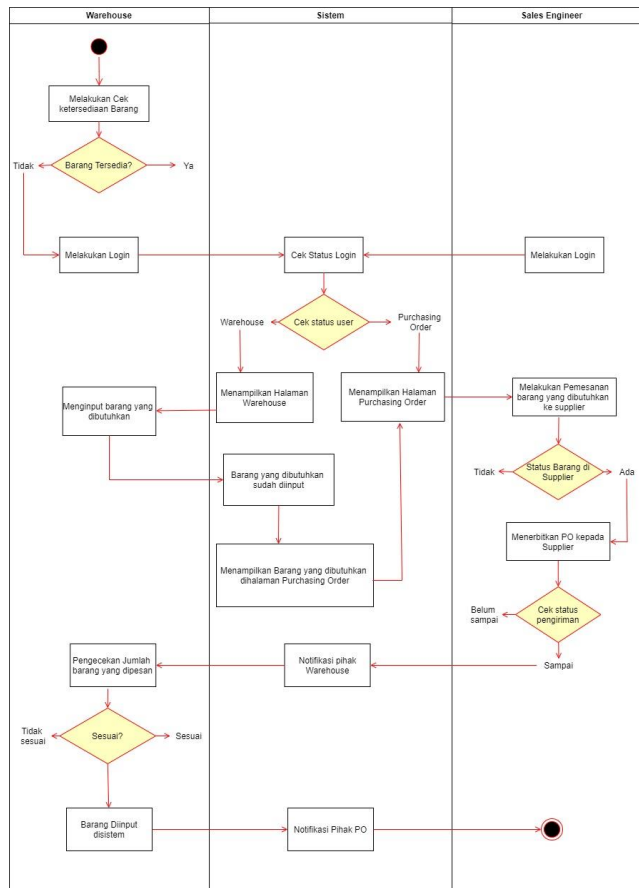 Warehouse
Sistem
Sales Engineer
Melakukan Cek
ketersediaan Barang
Tidak
Barang Tersedia?
Ya
Melakukan Login
Cek Status Login
Melakukan Login
Warehouse
Cek status user
Purchasing
Order
Menginput barang yang
dibutuhkan
Menampilkan Halaman
Warehouse
Menampilkan Halaman
Purchasing Order
Melakukan Pemesanan
barang yang dibutuhkan
ke supplier
Tidak
Status Barang di
Supplier
Ada
Barang yang dibutuhkan
sudah diinput
Menampilkan Barang yang dibutuhkan
dihalaman Purchasing Order
Menerbitkan PO kepada
Supplier
Belum
sampai
Cek status
pengiriman
Sampai
Pengecekan Jumlah
barang yang dipesan
Notifikasi pihak
Warehouse
Tidak
sesuai
Sesuai?
Sesuai
Barang Diinput
disistem
Notifikasi Pihak PO